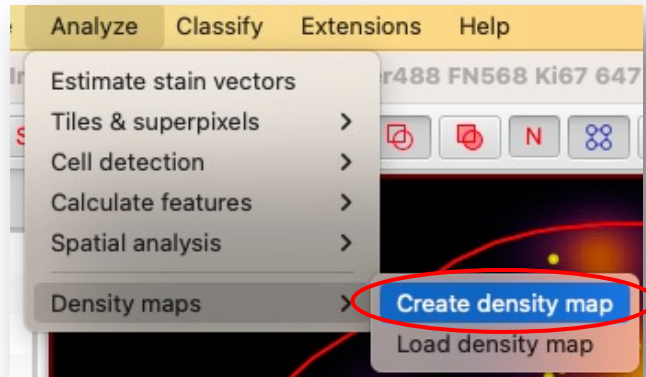 Analyze Classify Extensions Help
r488 FN568 Ki67 647
Estimate stain vectors
Tiles & superpixels >
N
Cell detection >
Calculate features >
Spatial analysis >
Density maps >
Create density map
Load density map